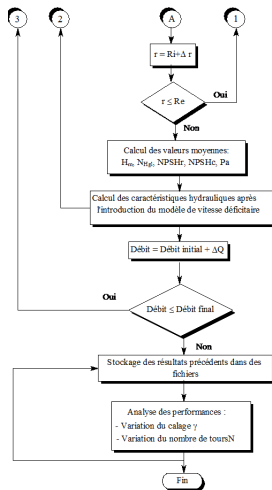 3
2
A
1
r = Ri+Δ r
Oui
r ≤ Re
Non
Calcul des valeurs moyennes:
H∞, NHgt, NPSHr, NPSHc, Pa
Calcul des caractéristiques hydrauliques après
l'introduction du modèle de vitesse déficitaire
Débit = Débit initial + ΔQ
Oui
Débit ≤ Débit final
Non
Stockage des résultats précédents dans des
fichiers
Analyse des performances :
- Variation du calage γ
- Variation du nombre de toursN
Fin